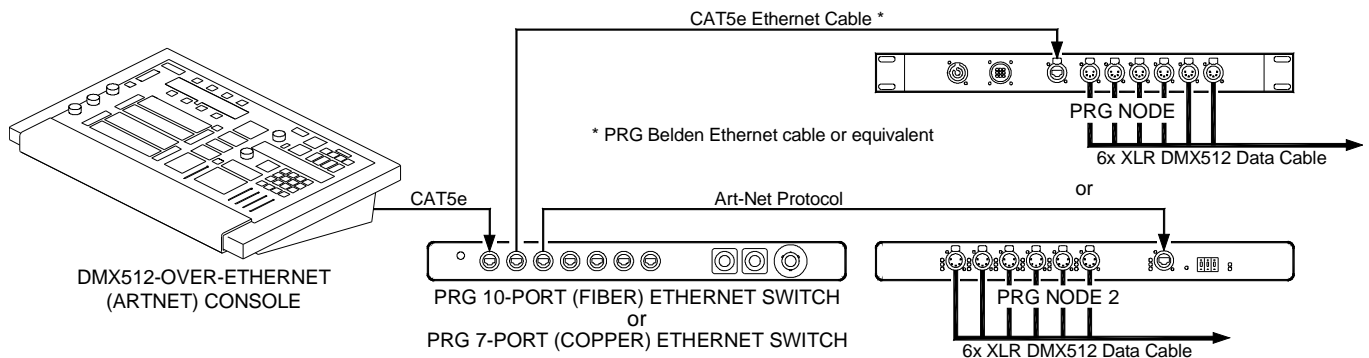 CAT5e Ethernet Cable *
PRG NODE
* PRG Belden Ethernet cable or equivalent
6x XLR DMX512 Data Cable
or
CAT5e
Art-Net Protocol
DMX512-OVER-ETHERNET
(ARTNET) CONSOLE
PRG 10-PORT (FIBER) ETHERNET SWITCH
or
PRG 7-PORT (COPPER) ETHERNET SWITCH
PRG NODE 2
6x XLR DMX512 Data Cable